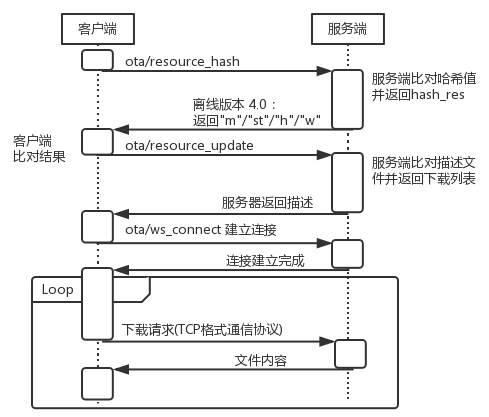 客户端
服务端
ota/resource_hash
服务端比对哈希值
并返回hash_res
离线版本 4.0：
返回"m"/"st"/"h"/"w"
客户端
比对结果
ota/resource_update
服务端比对描述文
件并返回下载列表
服务器返回描述
ota/ws_connect 建立连接
连接建立完成
Loop
下载请求(TCP格式通信协议)
文件内容